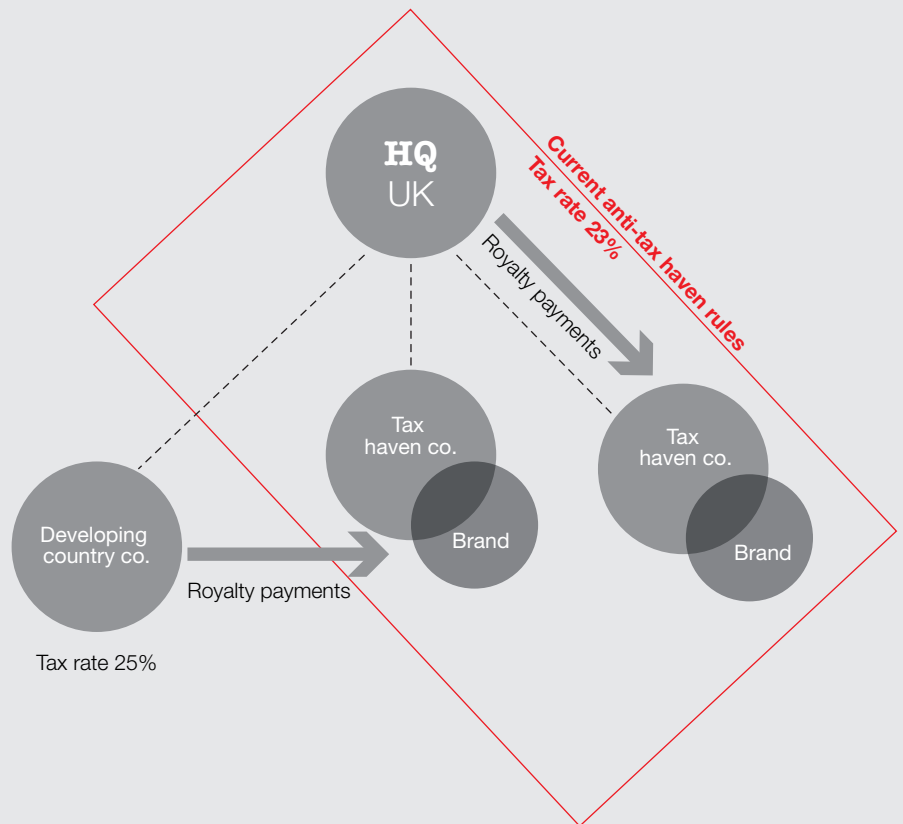 HQ
UK
Current anti-tax haven rules
Tax rate 23%
Royalty payments
Tax
haven co.
Brand
Tax
haven co.
Brand
Developing
country co.
Royalty payments
Tax rate 25%